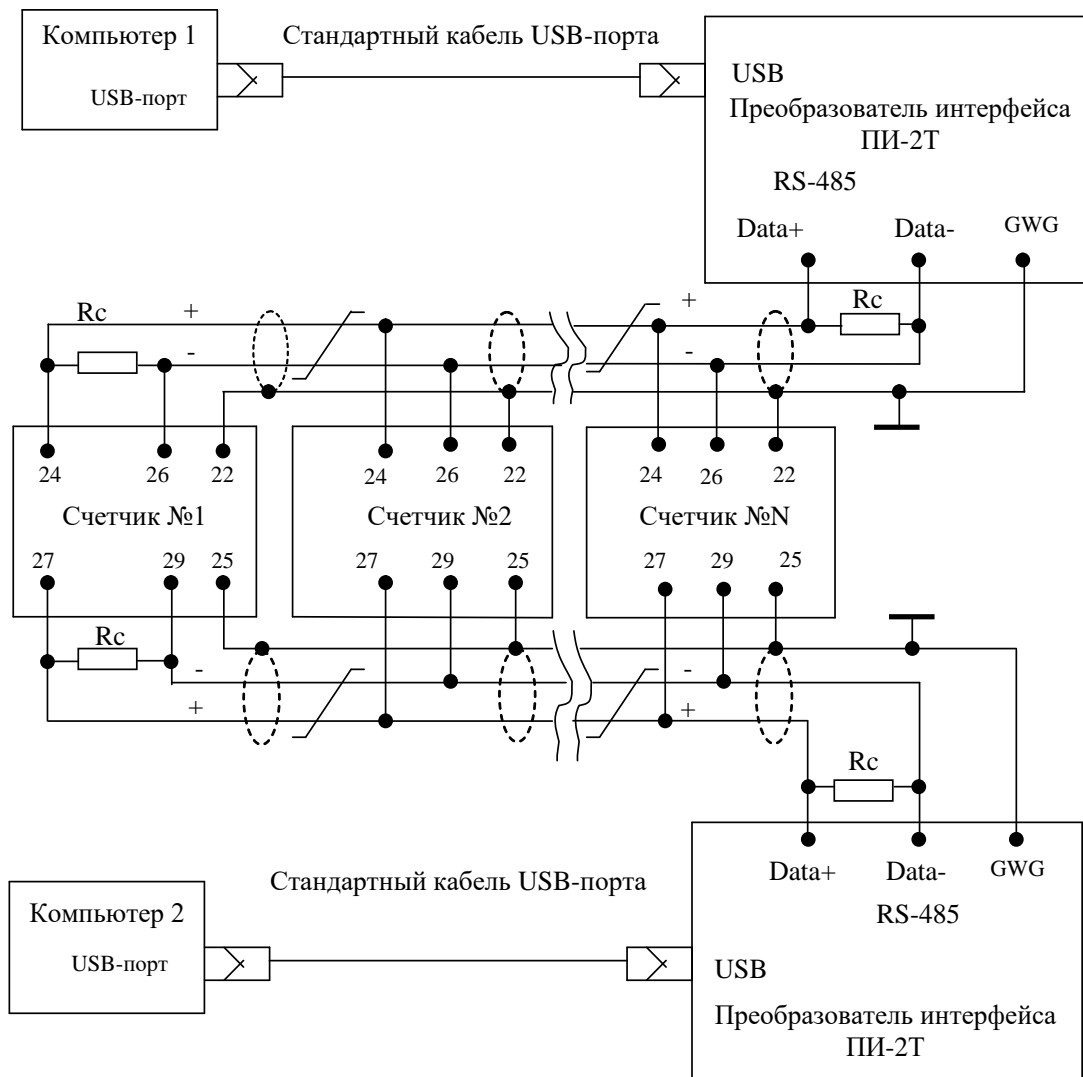 Компьютер 1
Стандартный кабель USB-порта
USB-порт
USB
Преобразователь интерфейса
ПИ-2Т
RS-485
Data+
Data-
GWG
Rc
+
+
Rc
-
-
24
26
22
24
26
22
24
26
22
Счетчик №1
Счетчик №2
Счетчик №N
27
29
25
27
29
25
27
29
25
Rc
-
-
+
+
Rc
Data+
Data-
GWG
Стандартный кабель USB-порта
RS-485
Компьютер 2
USB-порт
USB
Преобразователь интерфейса
ПИ-2Т